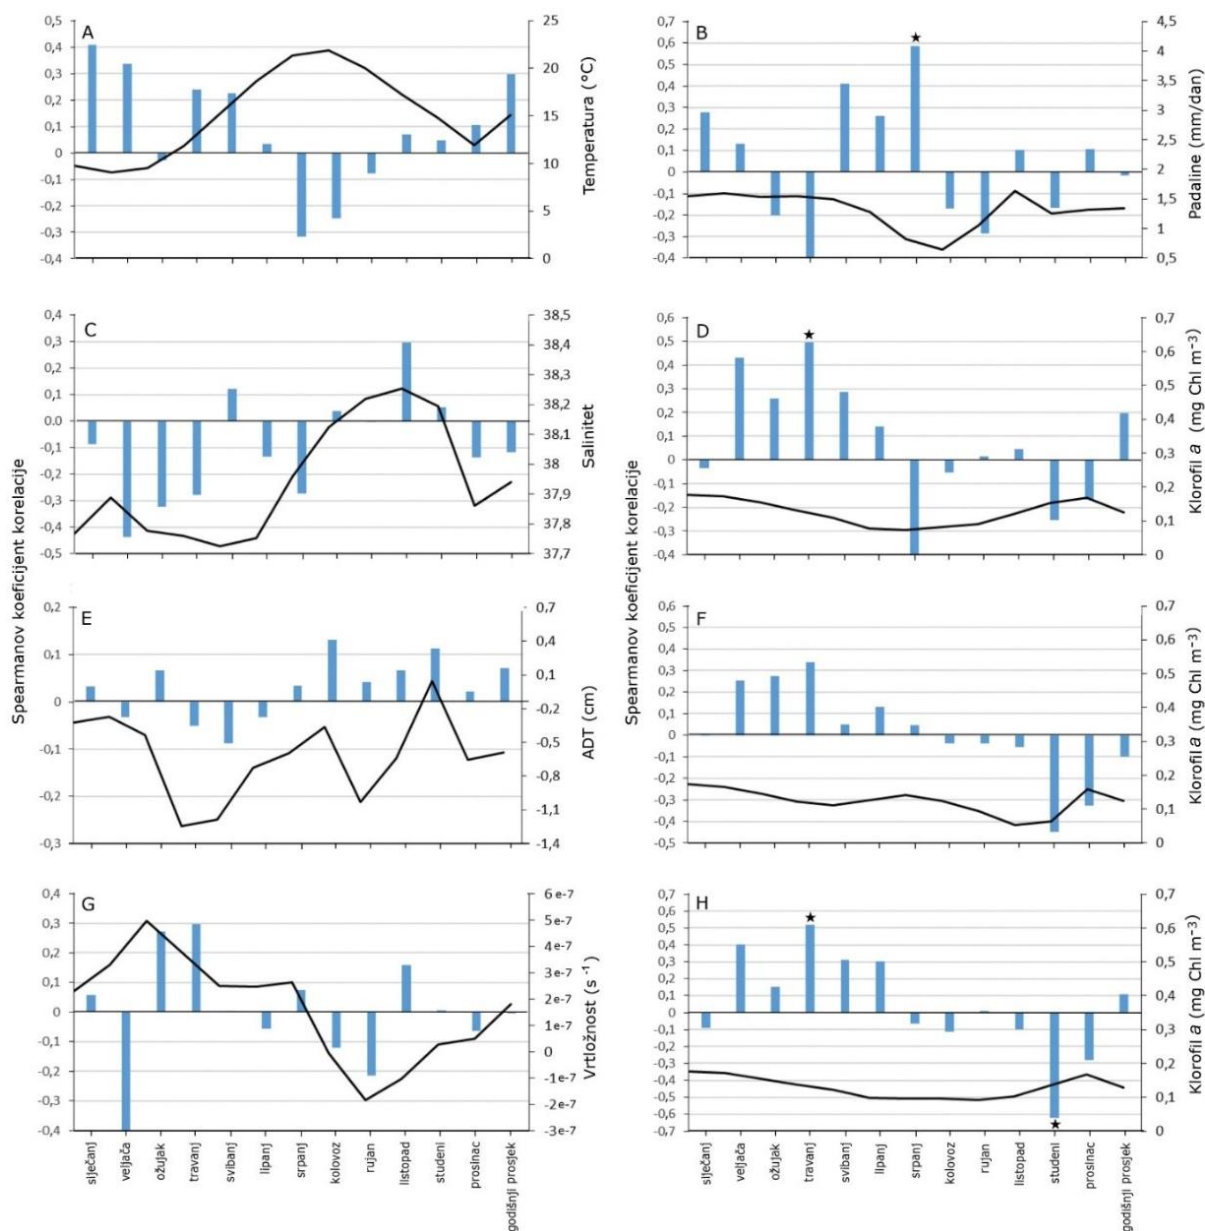 A
0,5
0,4
0,3
0,2
0,1
0
-0,1
-0,2
-0,3
-0,4
25
20
15
10
5
0
Temperatura (°C)
B
0,7
0,6
0,5
0,4
0,3
0,2
0,1
0
-0,1
-0,2
-0,3
-0,4
4,5
4
3,5
3
2,5
2
1,5
1
0,5
Padaline (mm/dan)
Spearmanov koeficijent korelacije
C
0,4
0,3
0,2
0,1
0.0
-0,1
-0,2
-0,3
-0,4
-0,5
38,5
38,4
38,3
38,2
38,1
38
37,9
37,8
37,7
Salinitet
Spearmanov koeficijent korelacije
D
0,6
0,5
0,4
0,3
0,2
0,1
0
-0,1
-0,2
-0,3
-0,4
0,7
0,6
0,5
0,4
0,3
0,2
0,1
0
Klorofil a (mg Chl m⁻³)
E
0,2
0,1
0
-0,1
-0,2
-0,3
0,7
0,4
0,1
-0,2
-0,5
-0,8
-1,1
-1,4
ADT (cm)
F
0,6
0,5
0,4
0,3
0,2
0,1
0
-0,1
-0,2
-0,3
-0,4
-0,5
0,7
0,6
0,5
0,4
0,3
0,2
0,1
0
Klorofil a (mg Chl m⁻³)
G
0,4
0,3
0,2
0,1
0
-0,1
-0,2
-0,3
-0,4
6e-7
5e-7
4e-7
3e-7
2e-7
1e-7
0
-1e-7
-2e-7
-3e-7
Vrtložnost (s⁻¹)
siječanj
veljača
ožujak
travanj
svibanj
lipanj
srpanj
kolovoz
rujan
listopad
studeni
prosinac
godišnji prosjek
H
0,7
0,6
0,5
0,4
0,3
0,2
0,1
0
-0,1
-0,2
-0,3
-0,4
-0,5
-0,6
-0,7
0,7
0,6
0,5
0,4
0,3
0,2
0,1
0
Klorofil a (mg Chl m⁻³)
siječanj
veljača
ožujak
travanj
svibanj
lipanj
srpanj
kolovoz
rujan
listopad
studeni
prosinac
godišnji prosjek